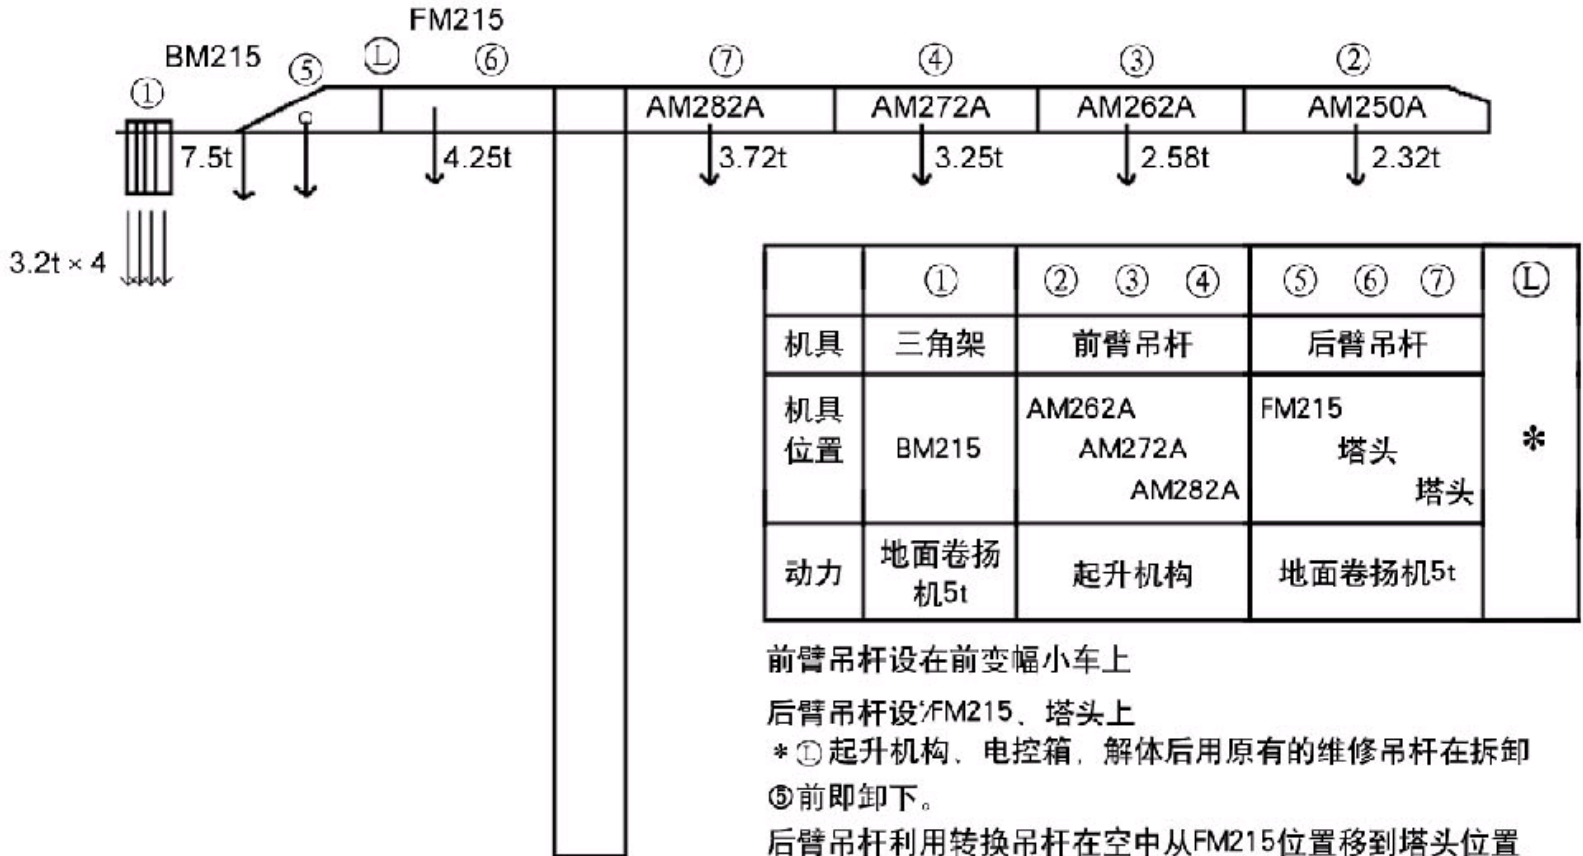 FM215
BM215 ⑤ Ⓛ ⑥ ⑦ ④ ③ ②
①
AM282A AM272A AM262A AM250A
7.5t 4.25t 3.72t 3.25t 2.58t 2.32t
3.2t × 4
① ② ③ ④ ⑤ ⑥ ⑦ Ⓛ
机具 三角架 前臂吊杆 后臂吊杆
机具位置 BM215 AM262A AM272A AM282A FM215 塔头 塔头 *
动力 地面卷扬机5t 起升机构 地面卷扬机5t
前臂吊杆设在前变幅小车上
后臂吊杆设FM215、塔头上
*Ⓛ起升机构、电控箱，解体后用原有的维修吊杆在拆卸
⑤前即卸下。
后臂吊杆利用转换吊杆在空中从FM215位置移到塔头位置